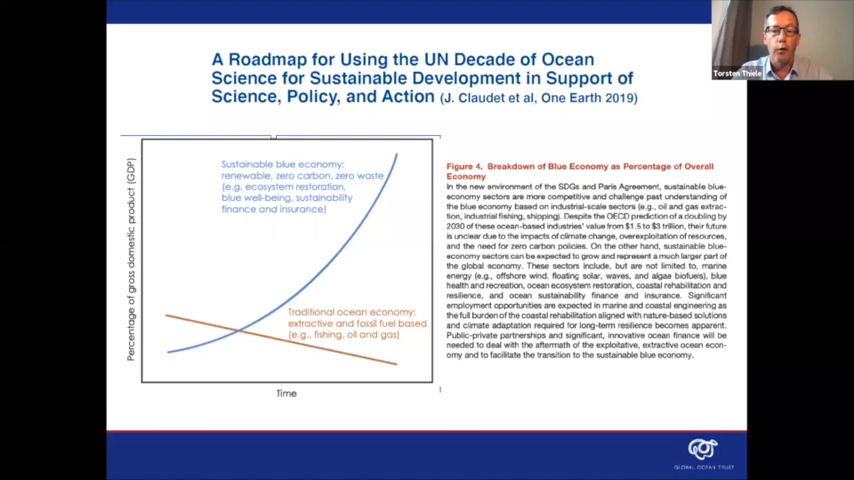 A Roadmap for Using the UN Decade of Ocean
Science for Sustainable Development in Support of
Science, Policy, and Action (J. Claudet et al, One Earth 2019)
Torsten Thiele
Percentage of gross domestic product (GDP)
Sustainable blue economy:
renewable, zero carbon, zero waste
(e.g. ecosystem restoration,
blue well-being, sustainability
finance and insurance)
Traditional ocean economy:
extractive and fossil fuel based
(e.g., fishing, oil and gas)
Time
Figure 4. Breakdown of Blue Economy as Percentage of Overall
Economy
In the new environment of the SDGs and Paris Agreement, sustainable blue-
economy sectors are more competitive and challenge past understanding of
the blue economy based on industrial-scale sectors (e.g., oil and gas extrac-
tion, industrial fishing, shipping). Despite the OECD prediction of a doubling by
2030 of these ocean-based industries' value from $1.5 to $3 trillion, their future
is unclear due to the impacts of climate change, overexploitation of resources,
and the need for zero carbon policies. On the other hand, sustainable blue-
economy sectors can be expected to grow and represent a much larger part of
the global economy. These sectors include, but are not limited to, marine
energy (e.g., offshore wind, floating solar, waves, and algae biofuels), blue
health and recreation, ocean ecosystem restoration, coastal rehabilitation and
resilience, and ocean sustainability finance and insurance. Significant
employment opportunities are expected in marine and coastal engineering as
the full burden of the coastal rehabilitation aligned with nature-based solutions
and climate adaptation required for long-term resilience becomes apparent.
Public-private partnerships and significant, innovative ocean finance will be
needed to deal with the aftermath of the exploitative, extractive ocean econ-
omy and to facilitate the transition to the sustainable blue economy.
GLOBAL OCEAN TRUST